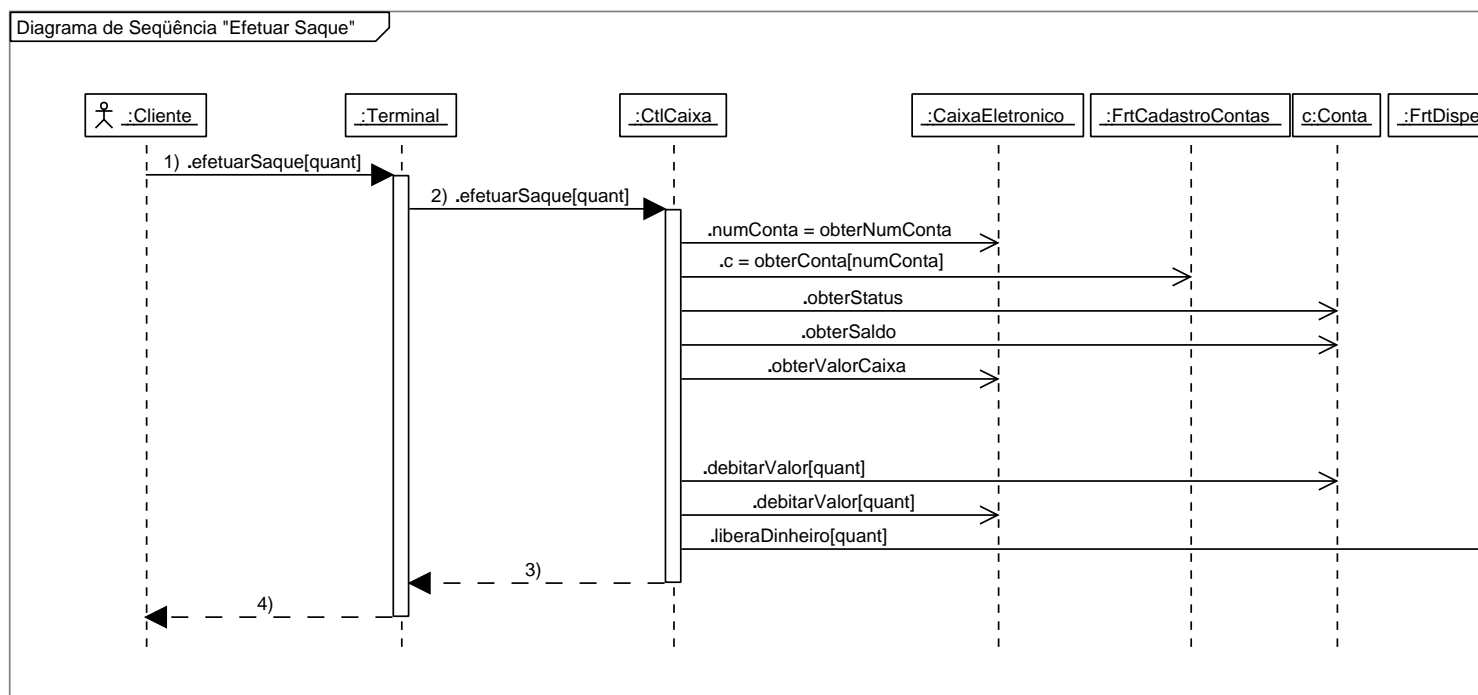 Diagrama de Seqüência "Efetuar Saque"
:Cliente
:Terminal
:CtlCaixa
:CaixaEletronico
:FrtCadastroContas
c:Conta
:FrtDispe
1) .efetuarSaque[quant]
2) .efetuarSaque[quant]
.numConta = obterNumConta
.c = obterConta[numConta]
.obterStatus
.obterSaldo
.obterValorCaixa
.debitarValor[quant]
.debitarValor[quant]
.liberaDinheiro[quant]
3)
4)